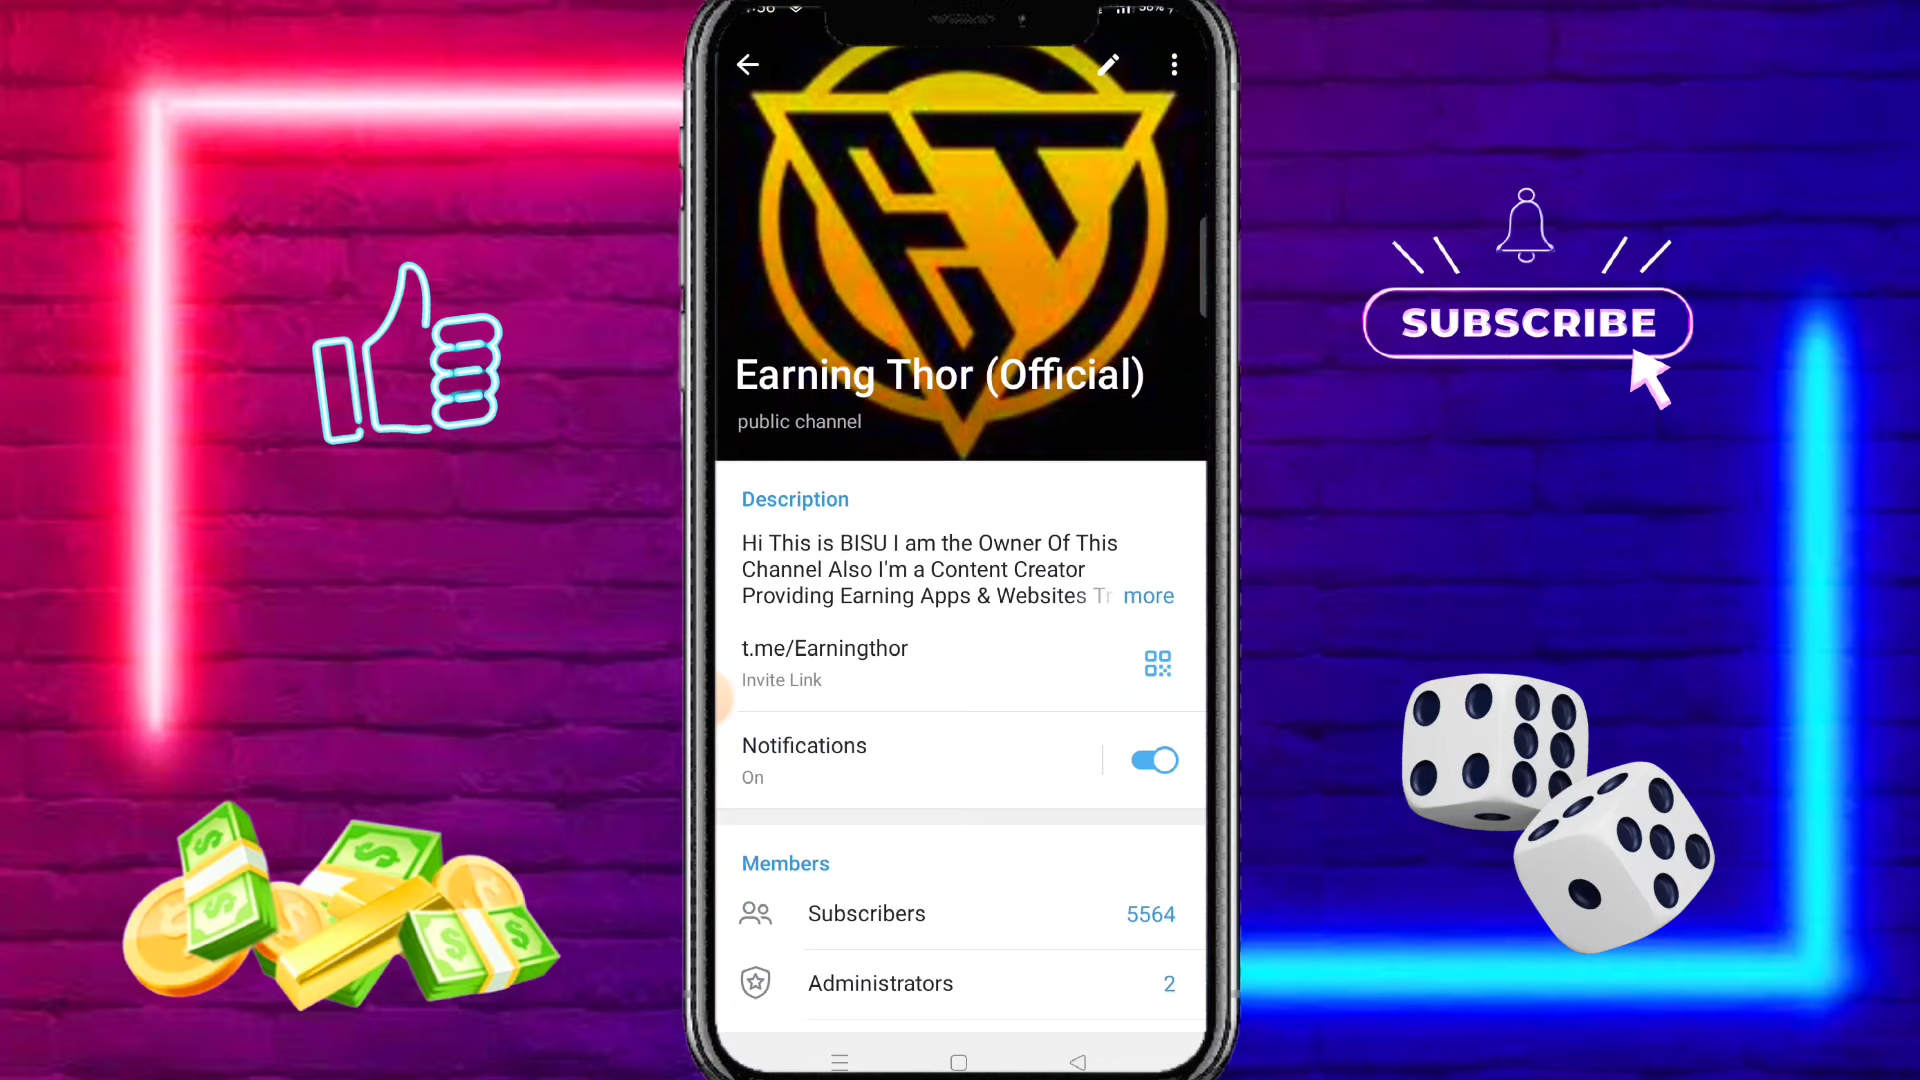 Earning Thor (Official)
public channel
Description
Hi This is BISU I am the Owner Of This
Channel Also I'm a Content Creator
Providing Earning Apps & Websites Tr more
t.me/Earningthor
Invite Link
Notifications
On
Members
Subscribers 5564
Administrators 2
SUBSCRIBE